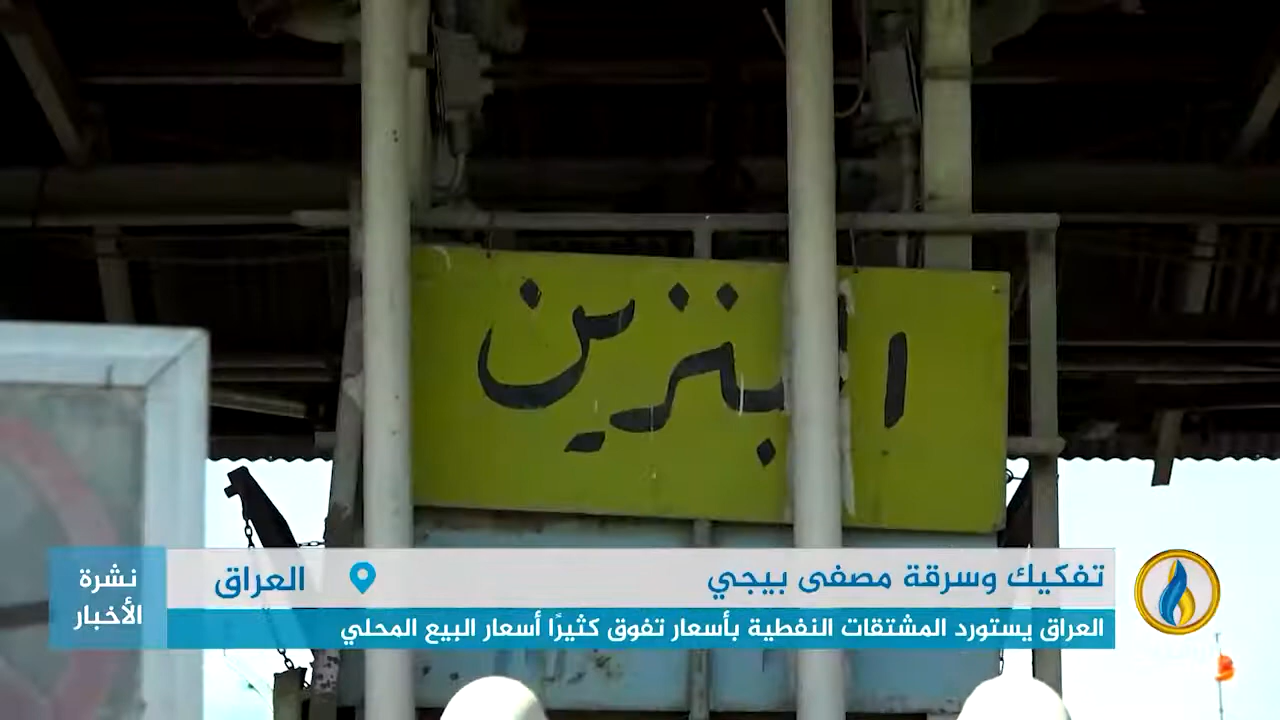 البنزين
تفكيك وسرقة مصفى بيجي
العراق
العراق يستورد المشتقات النفطية بأسعار تفوق كثيرًا أسعار البيع المحلي
نشرة
الأخبار